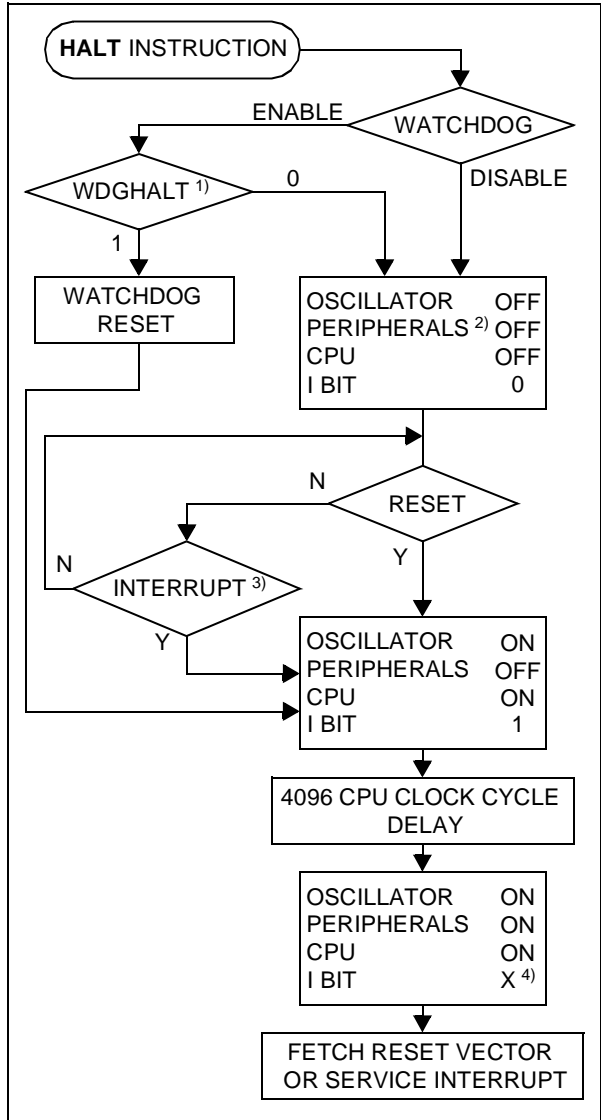 HALT INSTRUCTION
ENABLE
WATCHDOG
WDGHALT 1)
0
DISABLE
1
WATCHDOG
RESET
OSCILLATOR OFF
PERIPHERALS 2) OFF
CPU OFF
I BIT 0
N
RESET
N
Y
INTERRUPT 3)
Y
OSCILLATOR ON
PERIPHERALS OFF
CPU ON
I BIT 1
4096 CPU CLOCK CYCLE
DELAY
OSCILLATOR ON
PERIPHERALS ON
CPU ON
I BIT X 4)
FETCH RESET VECTOR
OR SERVICE INTERRUPT